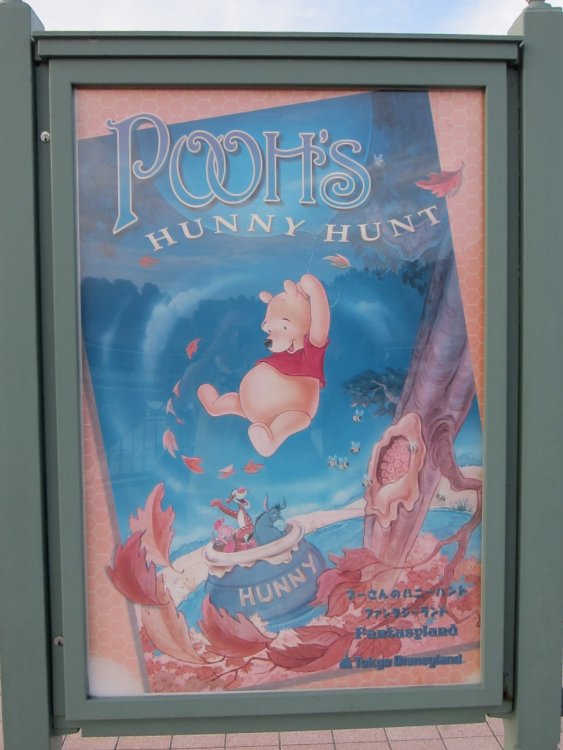 POOH'S
HUNNY HUNT
HUNNY
プーさんのハニーハント
ファンタジーランド
Fantasyland
Tokyo Disneyland